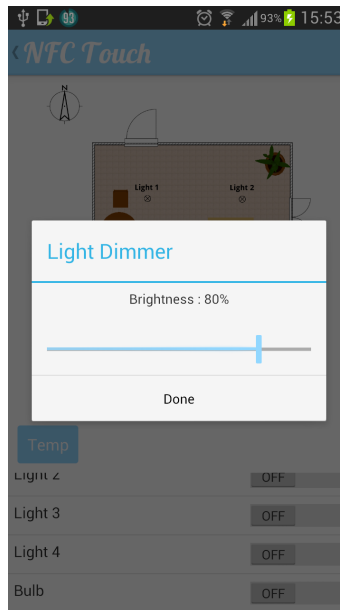 93
93%
15:53
NFC Touch
N
Light 1
Light 2
Light Dimmer
Brightness : 80%
Done
Temp
Light 2
OFF
Light 3
OFF
Light 4
OFF
Bulb
OFF